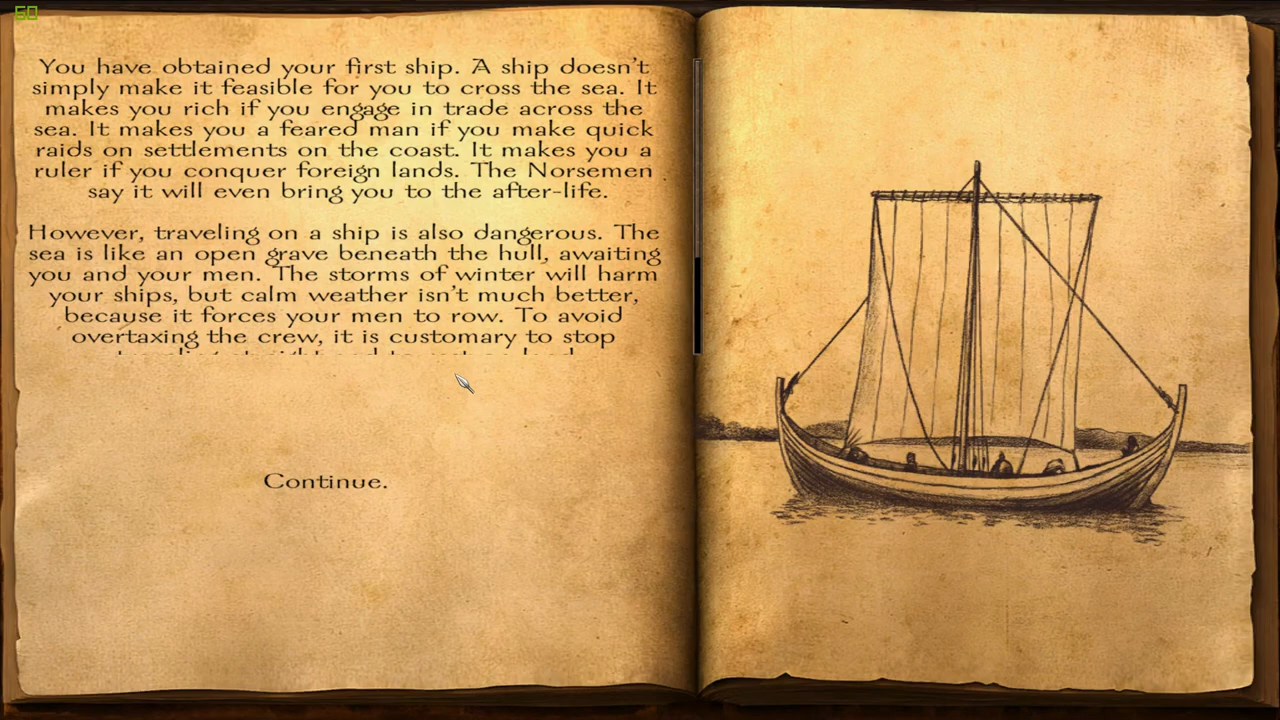 60
You have obtained your first ship. A ship doesn't
simply make it feasible for you to cross the sea. It
makes you rich if you engage in trade across the
sea. It makes you a feared man if you make quick
raids on settlements on the coast. It makes you a
ruler if you conquer foreign lands. The Norsemen
say it will even bring you to the after-life.
However, traveling on a ship is also dangerous. The
sea is like an open grave beneath the hull, awaiting
you and your men. The storms of winter will harm
your ships, but calm weather isn't much better,
because it forces your men to row. To avoid
overtaxing the crew, it is customary to stop
Continue.